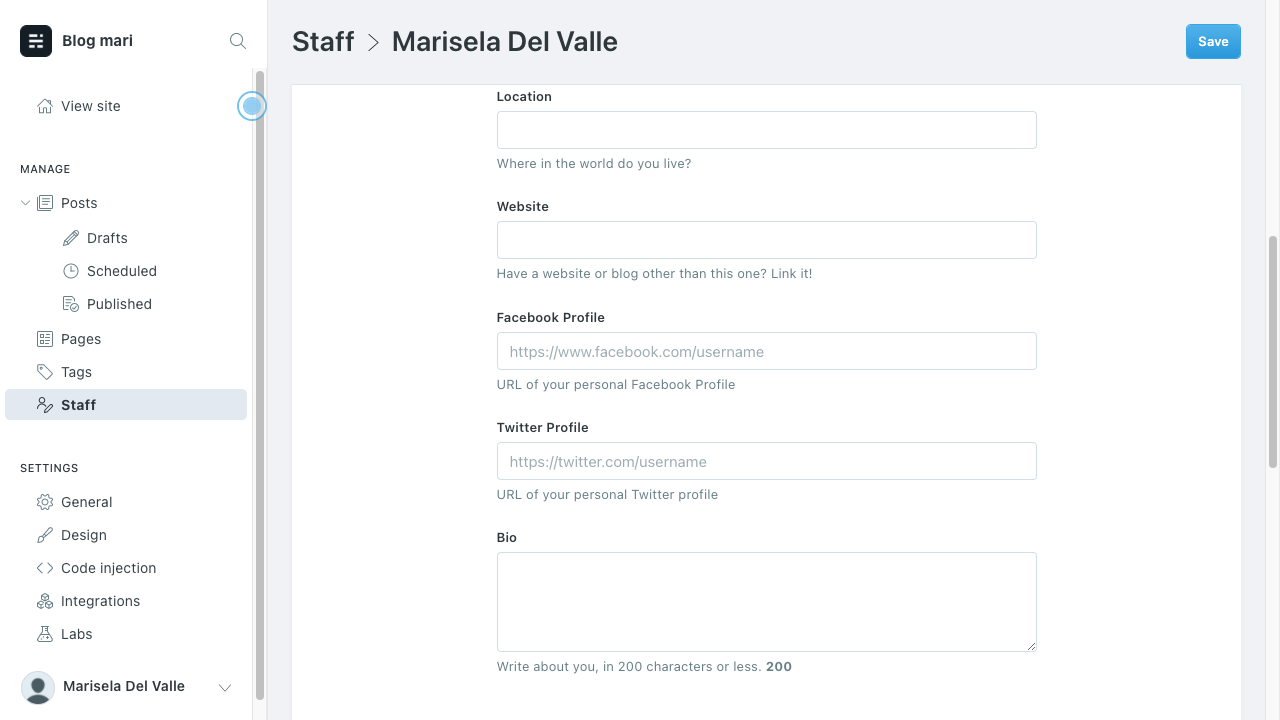 Blog mari
View site
MANAGE
Posts
Drafts
Scheduled
Published
Pages
Tags
Staff
SETTINGS
General
Design
Code injection
Integrations
Labs
Marisela Del Valle
Staff > Marisela Del Valle
Save
Location
Where in the world do you live?
Website
Have a website or blog other than this one? Link it!
Facebook Profile
https://www.facebook.com/username
URL of your personal Facebook Profile
Twitter Profile
https://twitter.com/username
URL of your personal Twitter profile
Bio
Write about you, in 200 characters or less. 200